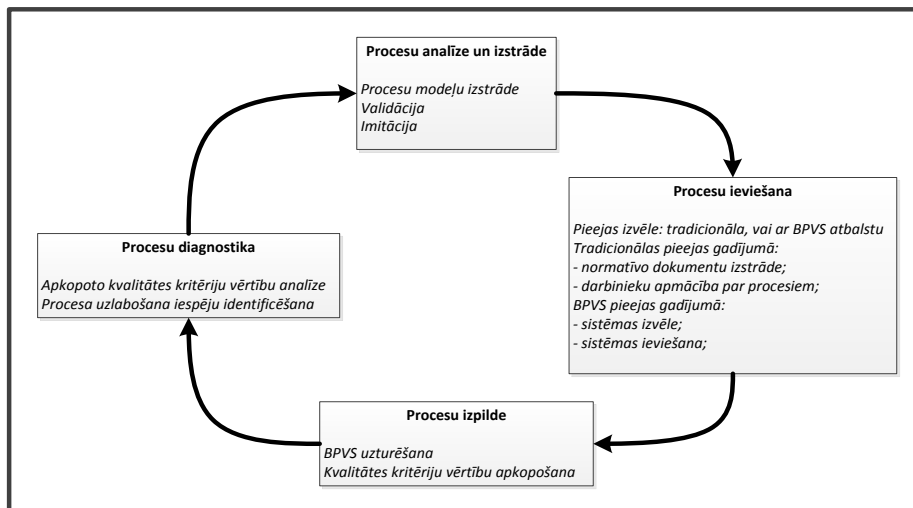 Procesu analīze un izstrāde
Procesu modeļu izstrāde
Validācija
Imitācija
Procesu ieviešana
Pieejas izvēle: tradicionāla, vai ar BPVS atbalstu
Tradicionālas pieejas gadījumā:
- normatīvo dokumentu izstrāde;
- darbinieku apmācība par procesiem;
BPVS pieejas gadījumā:
- sistēmas izvēle;
- sistēmas ieviešana;
Procesu izpilde
BPVS uzturēšana
Kvalitātes kritēriju vērtību apkopošana
Procesu diagnostika
Apkopoto kvalitātes kritēriju vērtību analīze
Procesa uzlabošana iespēju identificēšana